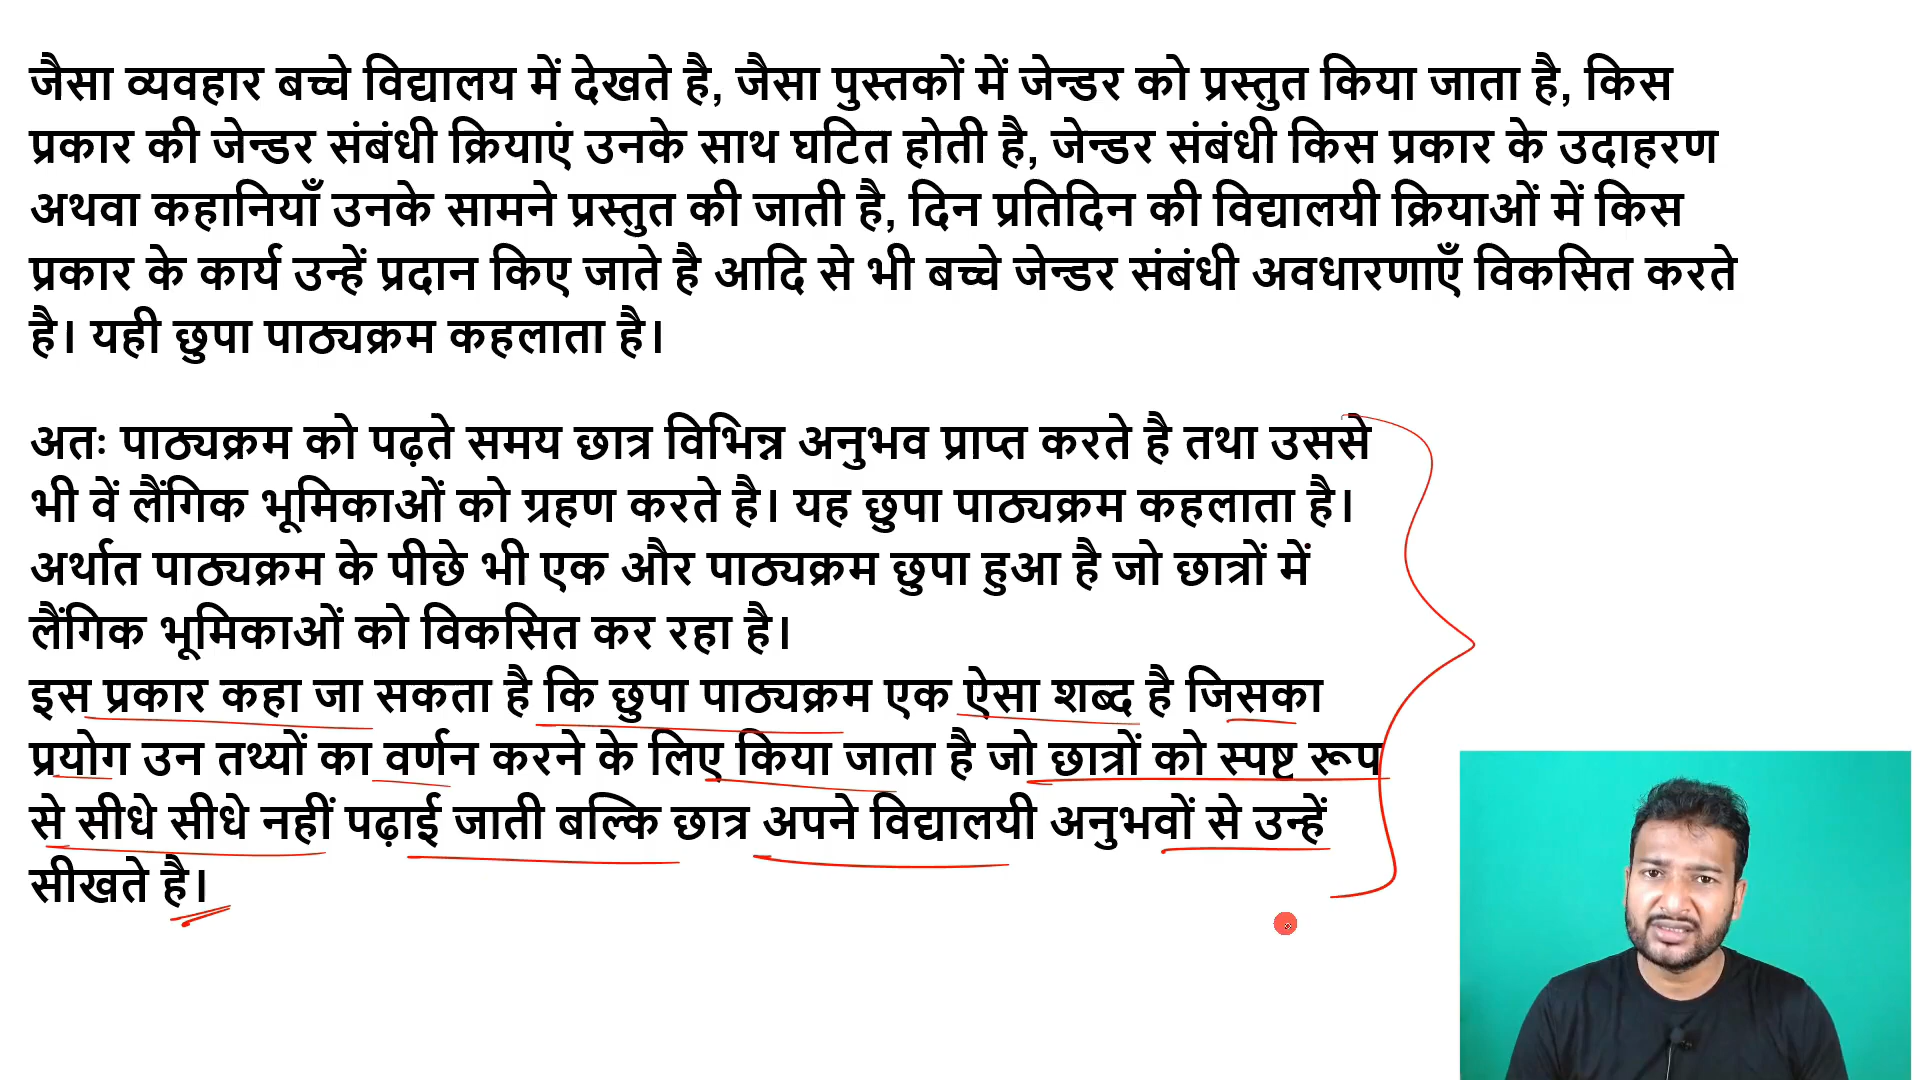 जैसा व्यवहार बच्चे विद्यालय में देखते है, जैसा पुस्तकों में जेन्डर को प्रस्तुत किया जाता है, किस
प्रकार की जेन्डर संबंधी क्रियाएं उनके साथ घटित होती है, जेन्डर संबंधी किस प्रकार के उदाहरण
अथवा कहानियाँ उनके सामने प्रस्तुत की जाती है, दिन प्रतिदिन की विद्यालयी क्रियाओं में किस
प्रकार के कार्य उन्हें प्रदान किए जाते है आदि से भी बच्चे जेन्डर संबंधी अवधारणाएँ विकसित करते
है। यही छुपा पाठ्यक्रम कहलाता है।
अतः पाठ्यक्रम को पढ़ते समय छात्र विभिन्न अनुभव प्राप्त करते है तथा उससे
भी वें लैंगिक भूमिकाओं को ग्रहण करते है। यह छुपा पाठ्यक्रम कहलाता है।
अर्थात पाठ्यक्रम के पीछे भी एक और पाठ्यक्रम छुपा हुआ है जो छात्रों में
लैंगिक भूमिकाओं को विकसित कर रहा है।
इस प्रकार कहा जा सकता है कि छुपा पाठ्यक्रम एक ऐसा शब्द है जिसका
प्रयोग उन तथ्यों का वर्णन करने के लिए किया जाता है जो छात्रों को स्पष्ट रूप
से सीधे सीधे नहीं पढ़ाई जाती बल्कि छात्र अपने विद्यालयी अनुभवों से उन्हें
सीखते है।